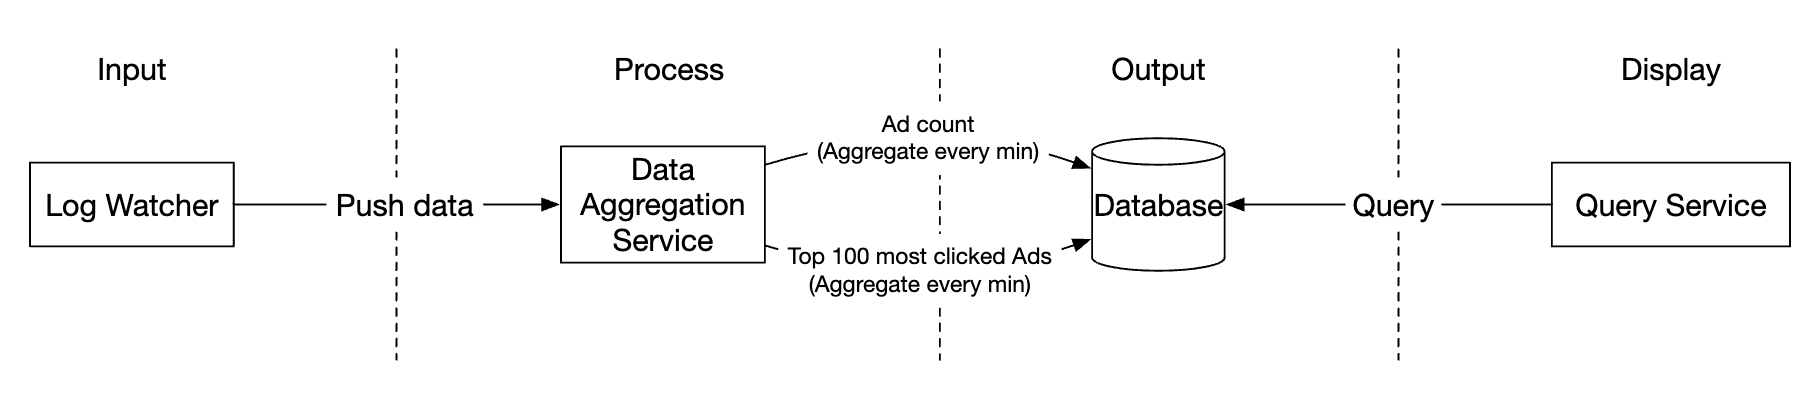 Input
Process
Output
Display
Log Watcher
Push data
Data
Aggregation
Service
Ad count
(Aggregate every min)
Top 100 most clicked Ads
(Aggregate every min)
Database
Query
Query Service